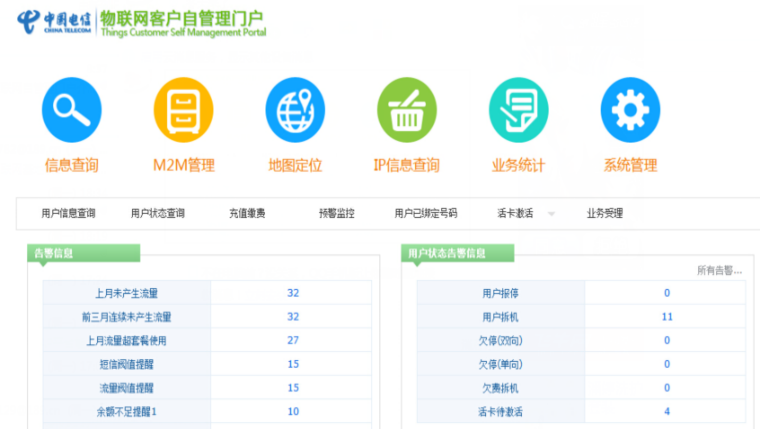 中国电信 物联网客户自管理门户
CHINA TELECOM Things Customer Self Management Portal
信息查询 M2M管理 地图定位 IP信息查询 业务统计 系统管理
用户信息查询 用户状态查询 充值缴费 预警监控 用户已绑定号码 活卡激活 业务受理
告警信息
上月未产生流量 32
前三月连续未产生流量 32
上月流量超套餐使用 27
短信阀值提醒 15
流量阀值提醒 15
余额不足提醒1 10
用户状态告警信息
所有告警...
用户报停 0
用户拆机 11
欠停(双向) 0
欠停(单向) 0
欠费拆机 0
活卡待激活 4